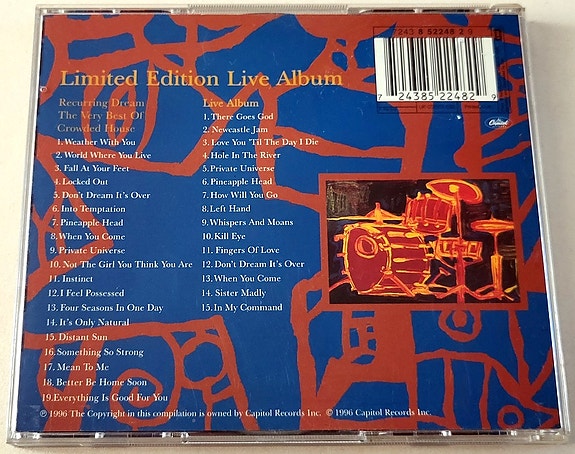 7243 8 52248 2 9
7 24385 22482 9
Capitol
Limited Edition Live Album
Recurring Dream
The Very Best Of
Crowded House
1.Weather With You
2.World Where You Live
3. Fall At Your Feet
4. Locked Out
5.Don't Dream It's Over
6. Into Temptation
7. Pineapple Head
8.When You Come
9.Private Universe
10. Not The Girl You Think You Are
11. Instinct
12.I Feel Possessed
13. Four Seasons In One Day
14. It's Only Natural
15. Distant Sun
16.Something So Strong
17. Mean To Me
18. Better Be Home Soon
19.Everything Is Good For You
Live Album
1.There Goes God
2. Newcastle Jam
3. Love You 'Til The Day I Die
4.Hole In The River
5.Private Universe
6.Pineapple Head
7.How Will You Go
8.Left Hand
9.Whispers And Moans
10. Kill Eye
11. Fingers Of Love
12. Don't Dream It's Over
13.When You Come
14. Sister Madly
15.In My Command
℗ 1996 The Copyright in this compilation is owned by Capitol Records Inc. © 1996 Capitol Records Inc.